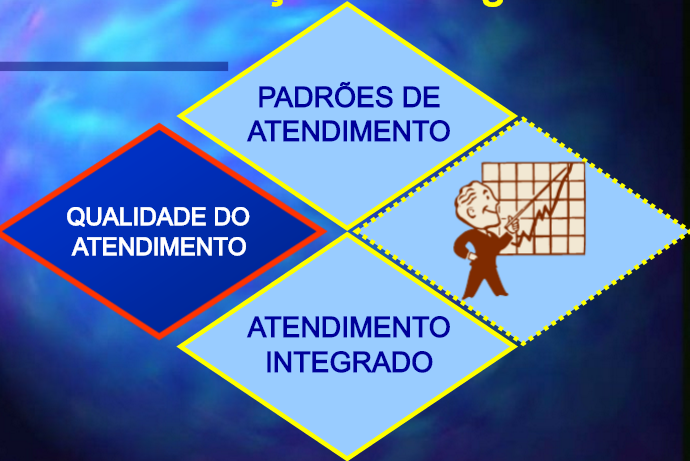 PADRÕES DE
ATENDIMENTO
QUALIDADE DO
ATENDIMENTO
ATENDIMENTO
INTEGRADO